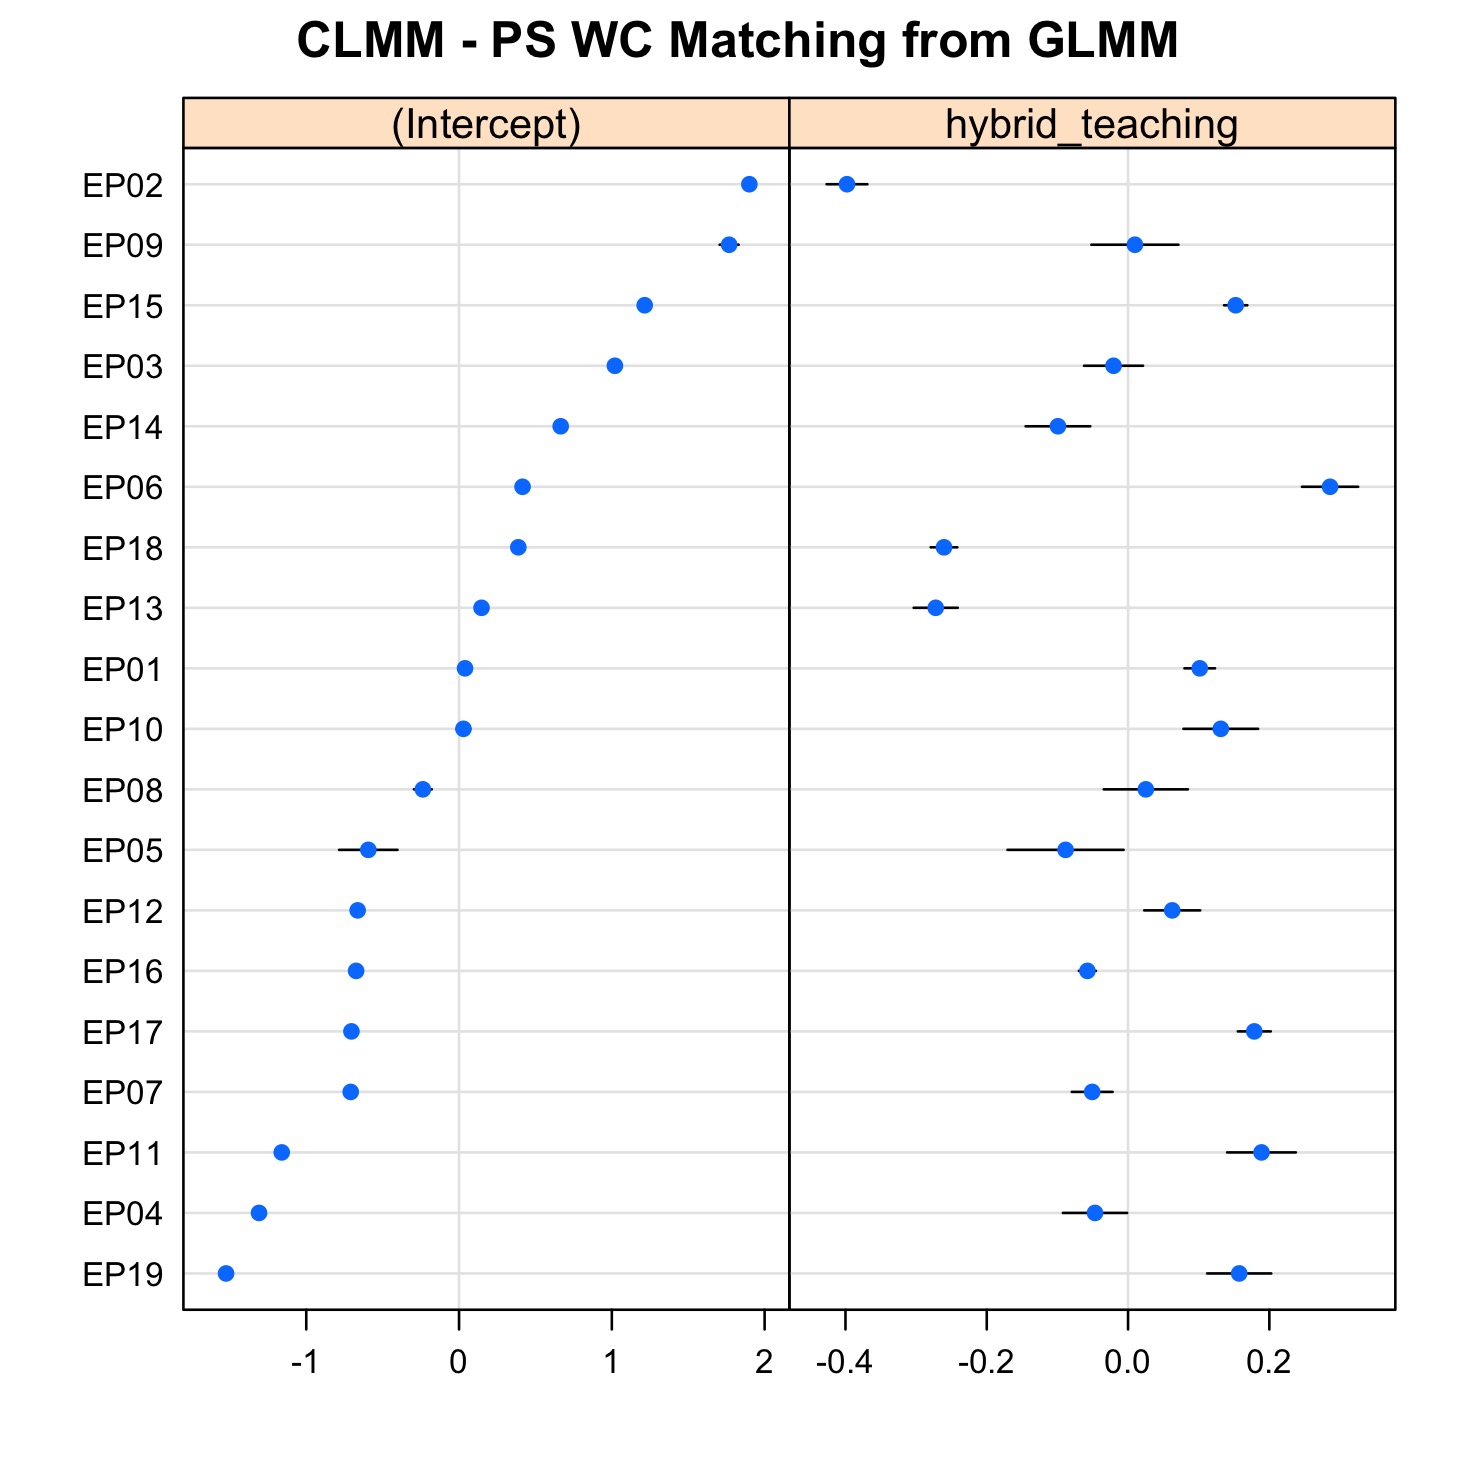 CLMM - PS WC Matching from GLMM
(Intercept) hybrid_teaching
EP02
EP09
EP15
EP03
EP14
EP06
EP18
EP13
EP01
EP10
EP08
EP05
EP12
EP16
EP17
EP07
EP11
EP04
EP19
-1 0 1 2 -0.4 -0.2 0.0 0.2